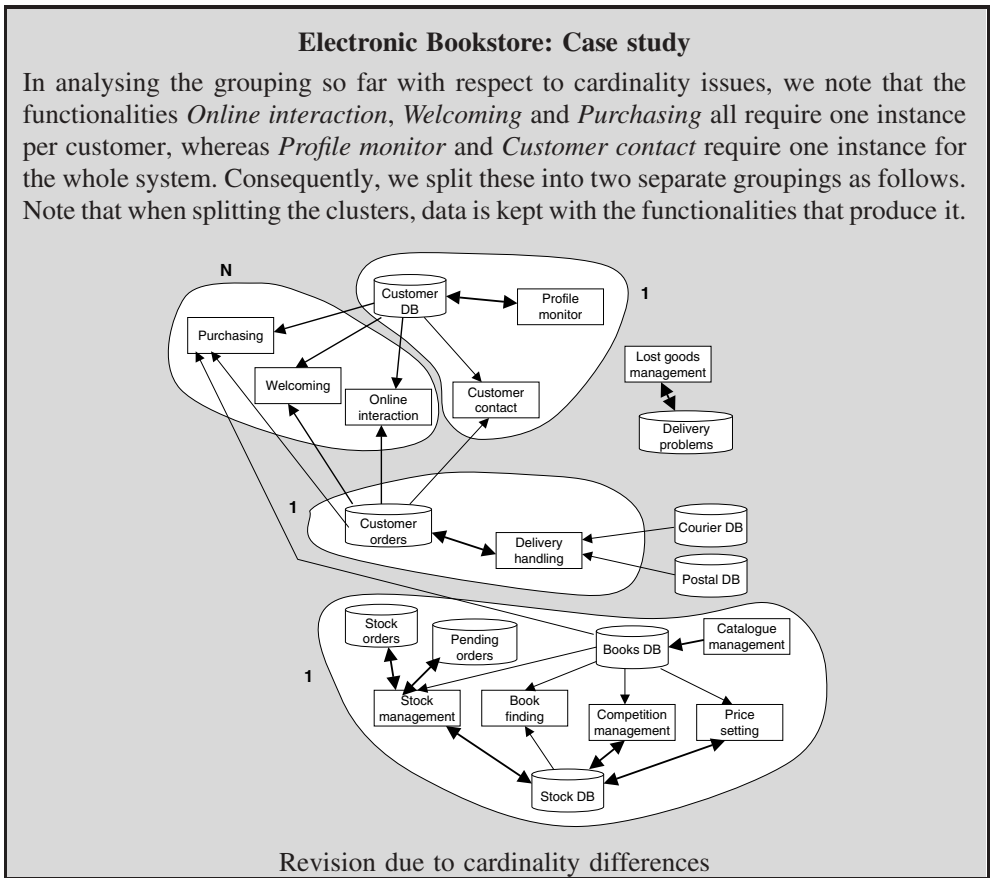 Electronic Bookstore: Case study
In analysing the grouping so far with respect to cardinality issues, we note that the
functionalities Online interaction, Welcoming and Purchasing all require one instance
per customer, whereas Profile monitor and Customer contact require one instance for
the whole system. Consequently, we split these into two separate groupings as follows.
Note that when splitting the clusters, data is kept with the functionalities that produce it.
N
Customer
DB
Profile
monitor
1
Purchasing
Welcoming
Online
interaction
Customer
contact
Lost goods
management
Delivery
problems
1
Customer
orders
Delivery
handling
Courier DB
Postal DB
Stock
orders
Pending
orders
Books DB
Catalogue
management
1
Stock
management
Book
finding
Competition
management
Price
setting
Stock DB
Revision due to cardinality differences